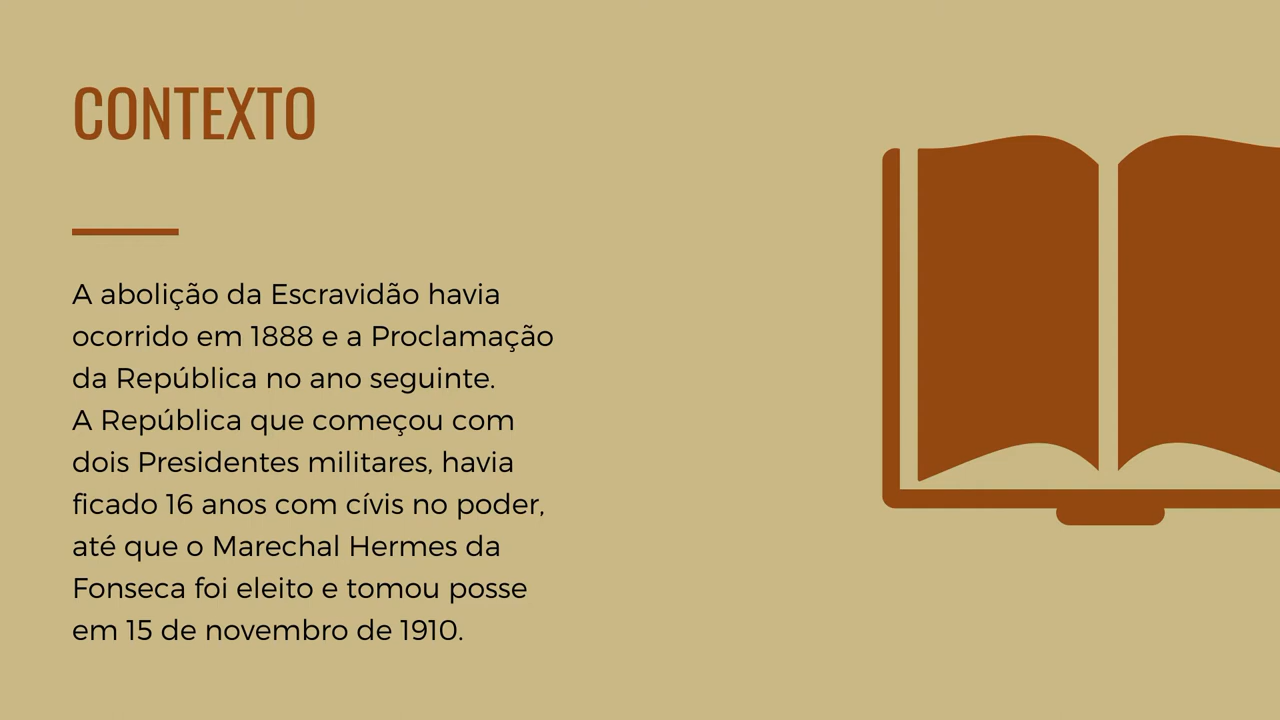 CONTEXTO
A abolição da Escravidão havia
ocorrido em 1888 e a Proclamação
da República no ano seguinte.
A República que começou com
dois Presidentes militares, havia
ficado 16 anos com cívis no poder,
até que o Marechal Hermes da
Fonseca foi eleito e tomou posse
em 15 de novembro de 1910.